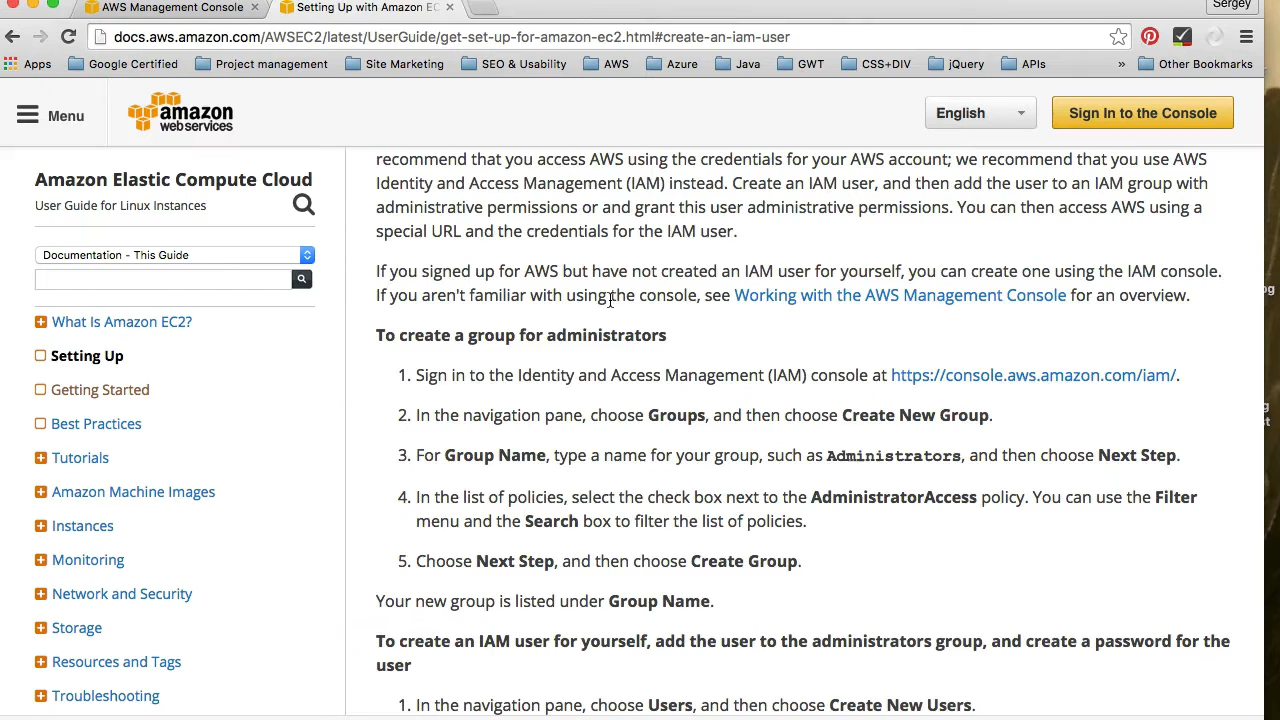 AWS Management Console
Setting Up with Amazon EC
Sergey
docs.aws.amazon.com/AWSEC2/latest/UserGuide/get-set-up-for-amazon-ec2.html#create-an-iam-user
Apps Google Certified Project management Site Marketing SEO & Usability AWS Azure Java GWT CSS+DIV jQuery APIs » Other Bookmarks
Menu
amazon
web services
English
Sign In to the Console
Amazon Elastic Compute Cloud
User Guide for Linux Instances
Documentation - This Guide
What Is Amazon EC2?
Setting Up
Getting Started
Best Practices
Tutorials
Amazon Machine Images
Instances
Monitoring
Network and Security
Storage
Resources and Tags
Troubleshooting
recommend that you access AWS using the credentials for your AWS account; we recommend that you use AWS
Identity and Access Management (IAM) instead. Create an IAM user, and then add the user to an IAM group with
administrative permissions or and grant this user administrative permissions. You can then access AWS using a
special URL and the credentials for the IAM user.
If you signed up for AWS but have not created an IAM user for yourself, you can create one using the IAM console.
If you aren't familiar with using the console, see Working with the AWS Management Console for an overview.
To create a group for administrators
1. Sign in to the Identity and Access Management (IAM) console at https://console.aws.amazon.com/iam/.
2. In the navigation pane, choose Groups, and then choose Create New Group.
3. For Group Name, type a name for your group, such as Administrators, and then choose Next Step.
4. In the list of policies, select the check box next to the AdministratorAccess policy. You can use the Filter
menu and the Search box to filter the list of policies.
5. Choose Next Step, and then choose Create Group.
Your new group is listed under Group Name.
To create an IAM user for yourself, add the user to the administrators group, and create a password for the
user
1. In the navigation pane, choose Users, and then choose Create New Users.